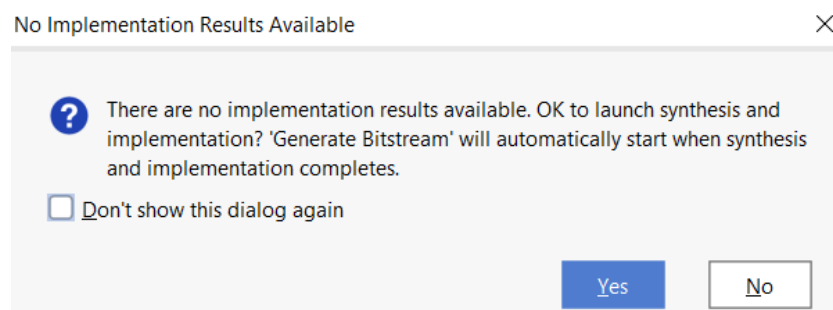 No Implementation Results Available
There are no implementation results available. OK to launch synthesis and
implementation? 'Generate Bitstream' will automatically start when synthesis
and implementation completes.
Don't show this dialog again
Yes
No